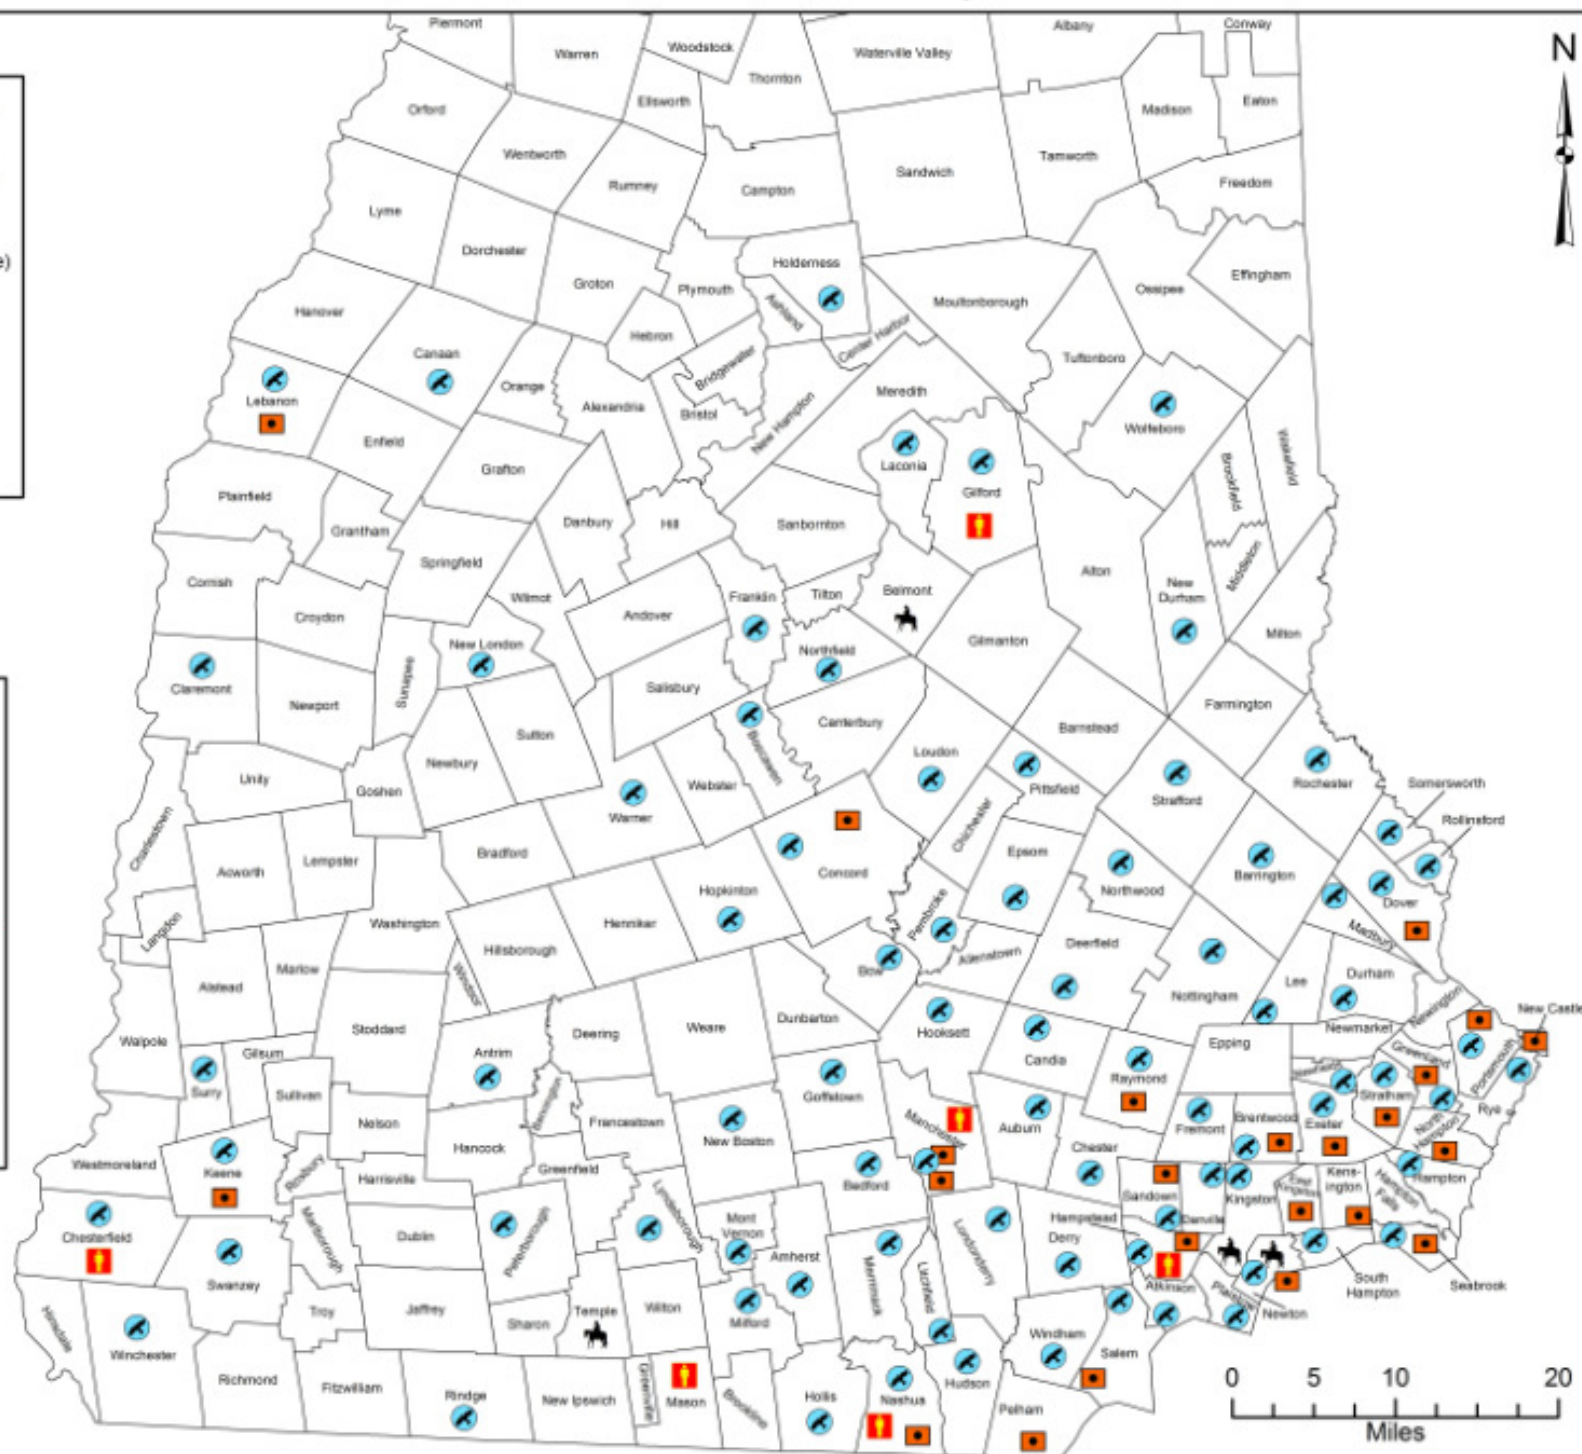 Piermont
Warren
Woodstock
Waterville Valley
Albany
Conway
N
Thornton
Orford
Ellsworth
Madison
Eaton
e)
Wentworth
Rumney
Campton
Sandwich
Tamworth
Freedom
Lyme
Dorchester
Holderness
Groton
Plymouth
Ashland
Moultonborough
Ossipee
Effingham
Hanover
Hebron
Center Harbor
Canaan
Orange
Bridgewater
Tuftonboro
Lebanon
Alexandria
Bristol
New Hampton
Meredith
Wolfeboro
Enfield
Grafton
Laconia
Gilford
Brookfield
Wakefield
Plainfield
Grantham
Danbury
Hill
Sanbornton
Springfield
Alton
Middleton
Cornish
Croydon
Wilmot
Andover
Franklin
Tilton
Belmont
New
Durham
Gilmanton
Milton
New London
Northfield
Claremont
Sunapee
Salisbury
Newport
Farmington
Sutton
Canterbury
Barnstead
Newbury
Boscawen
Loudon
Unity
Goshen
Webster
Pittsfield
Strafford
Rochester
Somersworth
Charlestown
Warner
Chichester
Rollinsford
Bradford
Epsom
Acworth
Lempster
Hopkinton
Concord
Northwood
Barrington
Dover
Langdon
Washington
Henniker
Pembroke
Hillsborough
Deerfield
Madbury
Allenstown
Marlow
Windsor
Bow
Durham
Alstead
Lee
Nottingham
Newington
New Castle
Stoddard
Deering
Weare
Dunbarton
Hooksett
Newmarket
Walpole
Gilsum
Antrim
Candia
Epping
Greenland
Portsmouth
Surry
Sullivan
Raymond
Newfields
Stratham
Bennington
Goffstown
Rye
Nelson
Francestown
New Boston
Manchester
Auburn
Fremont
Brentwood
Exeter
North
Hampton
Hancock
Chester
Westmoreland
Keene
Roxbury
Harrisville
Greenfield
Bedford
Sandown
Kingston
East
Kingston
Kens-
ington
Hampton
Falls
Hampton
Chesterfield
Marlborough
Dublin
Peterborough
Lyndeborough
Mont
Vernon
Amherst
Merrimack
Litchfield
Londonderry
Hampstead
Danville
Derry
Swanzey
Atkinson
Plaistow
Newton
South
Hampton
Seabrook
Hinsdale
Troy
Jaffrey
Sharon
Temple
Wilton
Milford
Windham
Salem
Winchester
Richmond
Fitzwilliam
Rindge
New Ipswich
Greenville
Mason
Brookline
Hollis
Nashua
Hudson
Pelham
0 5 10 20
Miles